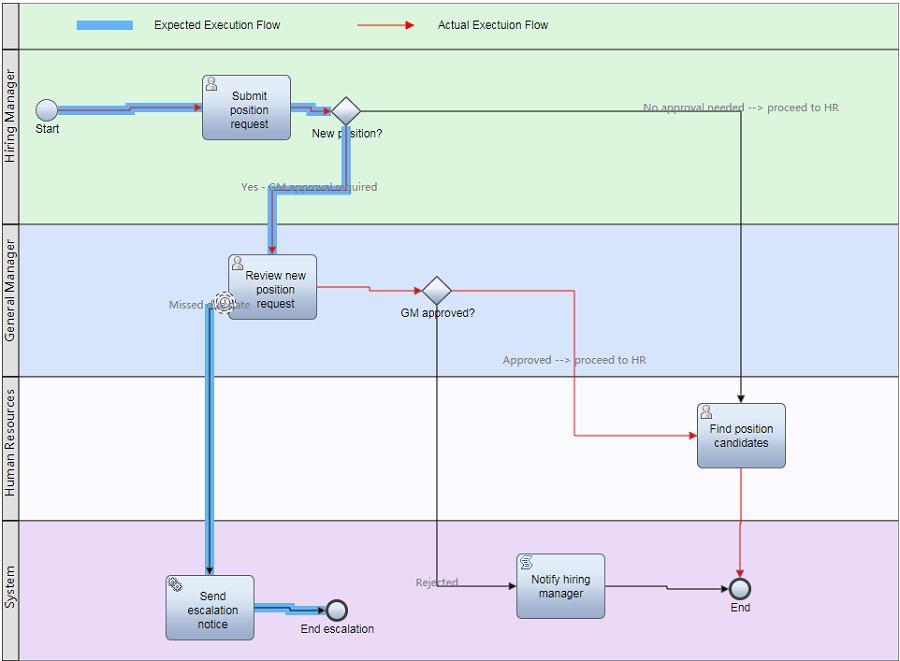 Expected Execution Flow
Actual Exectuion Flow
Hiring Manager
Start
Submit
position
request
New position?
No approval needed --> proceed to HR
Yes - GM approval required
General Manager
Review new
position
request
Missed due date
GM approved?
Approved --> proceed to HR
Human Resources
Find position
candidates
System
Send
escalation
notice
End escalation
Rejected
Notify hiring
manager
End